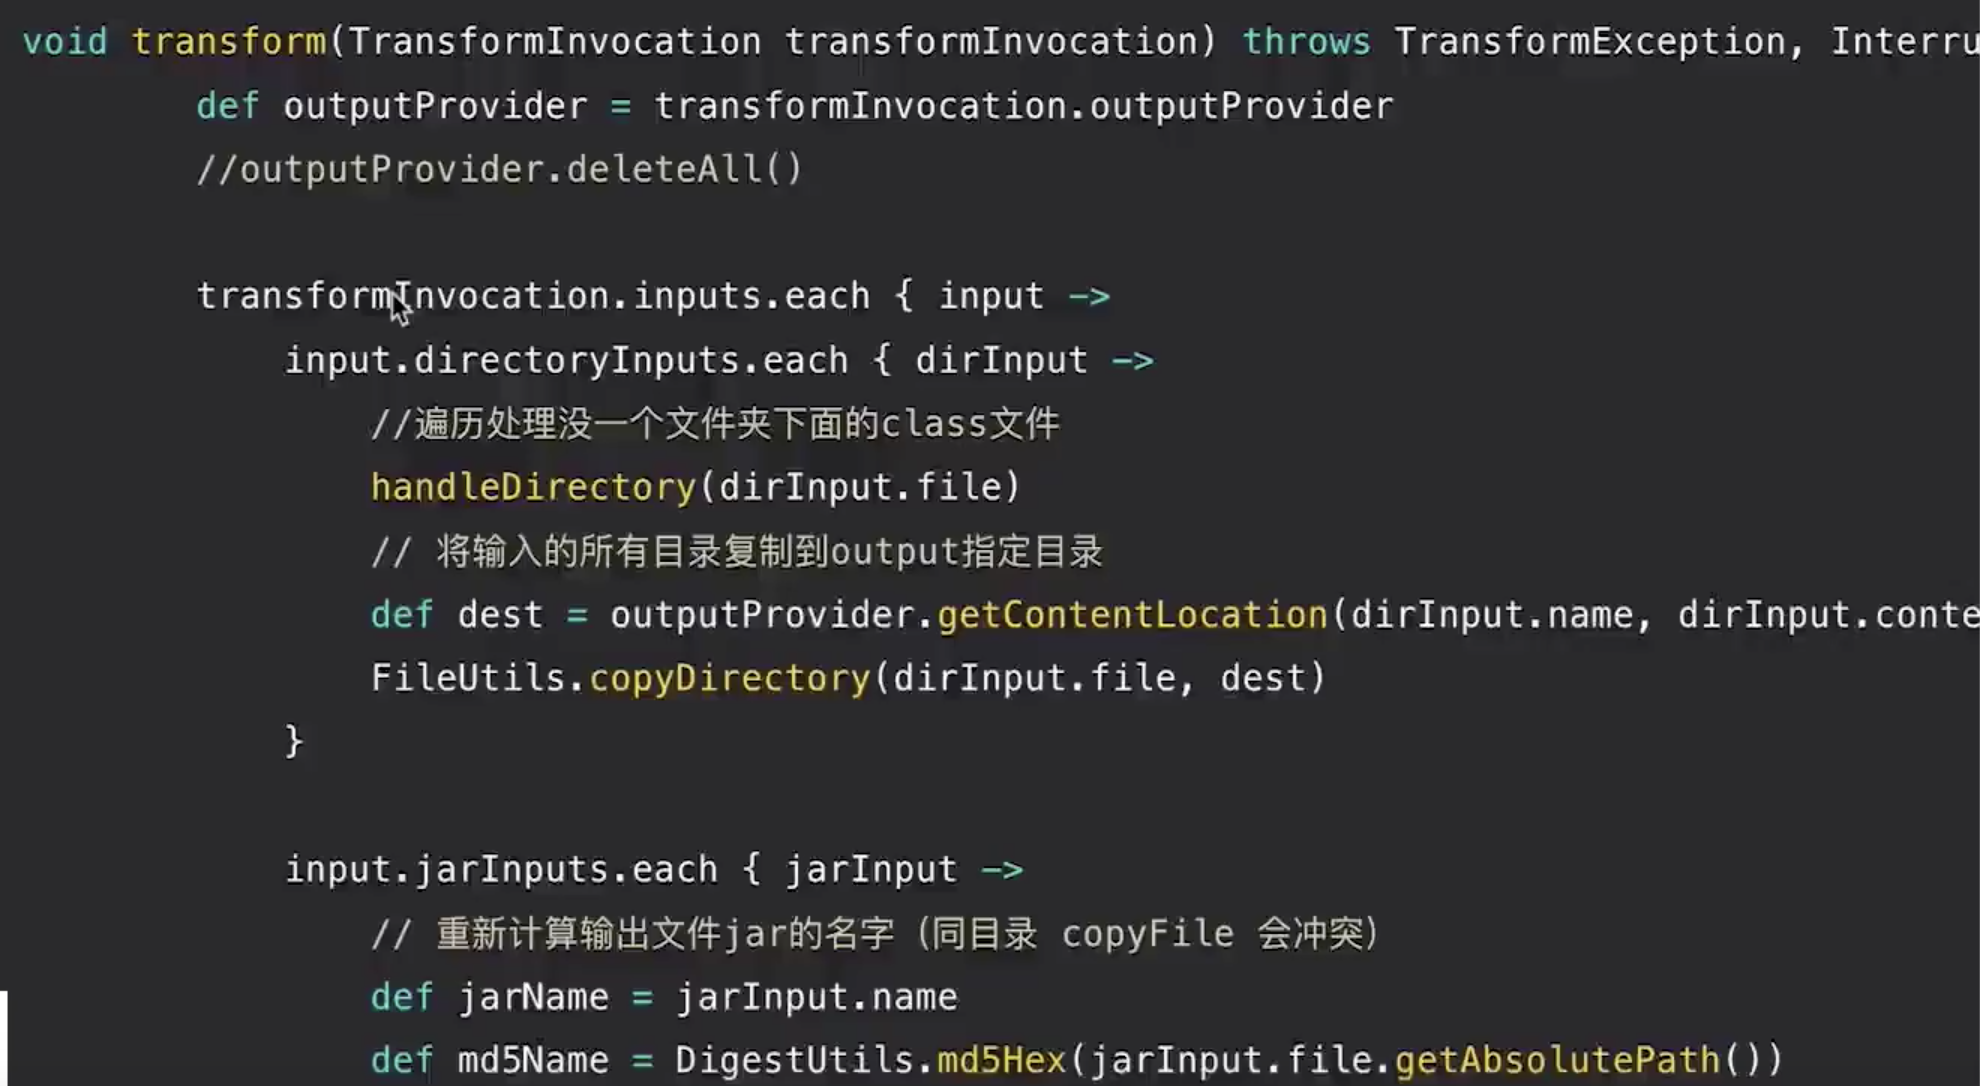 void transform(TransformInvocation transformInvocation) throws TransformException, Interru
def outputProvider = transformInvocation.outputProvider
//outputProvider.deleteAll()
transformInvocation.inputs.each { input ->
input.directoryInputs.each { dirInput ->
//遍历处理没一个文件夹下面的class文件
handleDirectory(dirInput.file)
// 将输入的所有目录复制到output指定目录
def dest = outputProvider.getContentLocation(dirInput.name, dirInput.conte
FileUtils.copyDirectory(dirInput.file, dest)
}
input.jarInputs.each { jarInput ->
// 重新计算输出文件jar的名字（同目录 copyFile 会冲突）
def jarName = jarInput.name
def md5Name = DigestUtils.md5Hex(jarInput.file.getAbsolutePath())